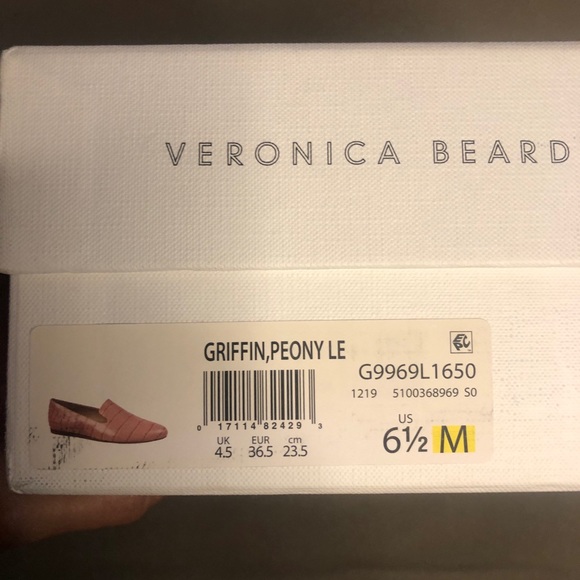 VERONICA BEARD
GRIFFIN,PEONY LE
G9969L1650
1219 5100368969 S0
0 17114 82429 3
UK EUR cm
4.5 36.5 23.5
US
6½ M